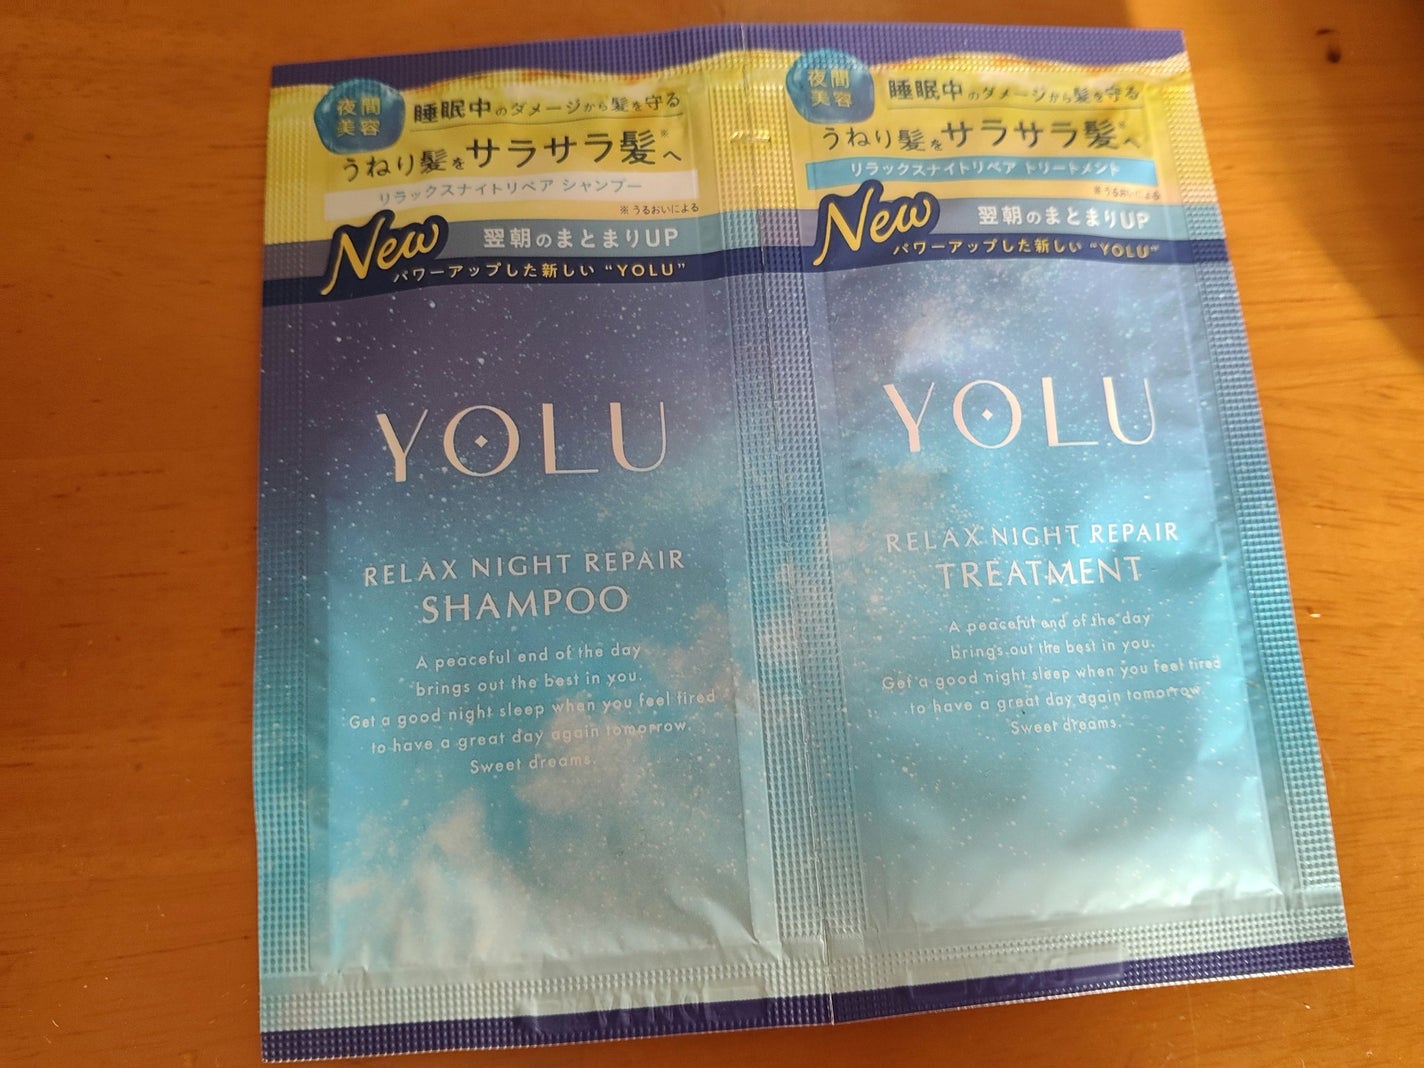 夜間
美容
睡眠中のダメージから髪を守る
うねり髪をサラサラ髪※へ
リラックスナイトリペア シャンプー
※うるおいによる
New
翌朝のまとまりUP
パワーアップした新しい “YOLU”
YOLU
RELAX NIGHT REPAIR
SHAMPOO
A peaceful end of the day
brings out the best in you.
Get a good night sleep when you feel tired
to have a great day again tomorrow.
Sweet dreams.
夜間
美容
睡眠中のダメージから髪を守る
うねり髪をサラサラ髪※へ
リラックスナイトリペア トリートメント
※うるおいによる
New
翌朝のまとまりUP
パワーアップした新しい “YOLU”
YOLU
RELAX NIGHT REPAIR
TREATMENT
A peaceful end of the day
brings out the best in you.
Get a good night sleep when you feel tired
to have a great day again tomorrow.
Sweet dreams.